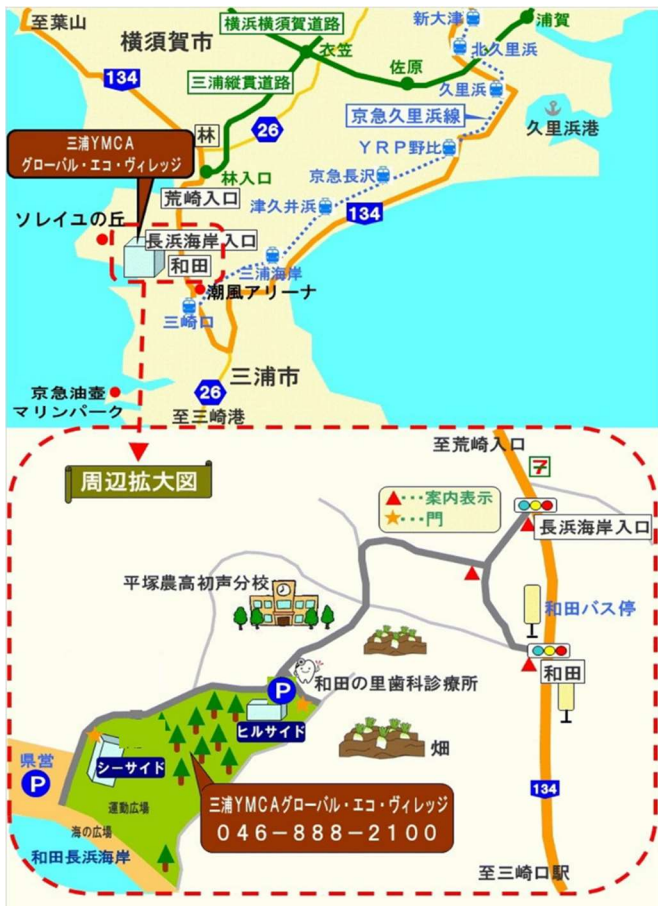 至葉山
横須賀市
134
横浜横須賀道路
衣笠
三浦縦貫道路
佐原
新大津
浦賀
北久里浜
久里浜
京急久里浜線
久里浜港
林
26
三浦YMCA
グローバル・エコ・ヴィレッジ
林入口
YRP野比
荒崎入口
京急長沢
津久井浜
134
ソレイユの丘
長浜海岸入口
和田
三浦海岸
潮風アリーナ
三崎口
三浦市
26
京急油壺
マリンパーク
至三崎港
周辺拡大図
至荒崎入口
7
▲・・・案内表示
★・・・門
長浜海岸入口
平塚農高初声分校
和田バス停
和田
和田の里歯科診療所
P
ヒルサイド
畑
シーサイド
県営
P
運動広場
海の広場
和田長浜海岸
三浦YMCAグローバル・エコ・ヴィレッジ
046-888-2100
134
至三崎口駅